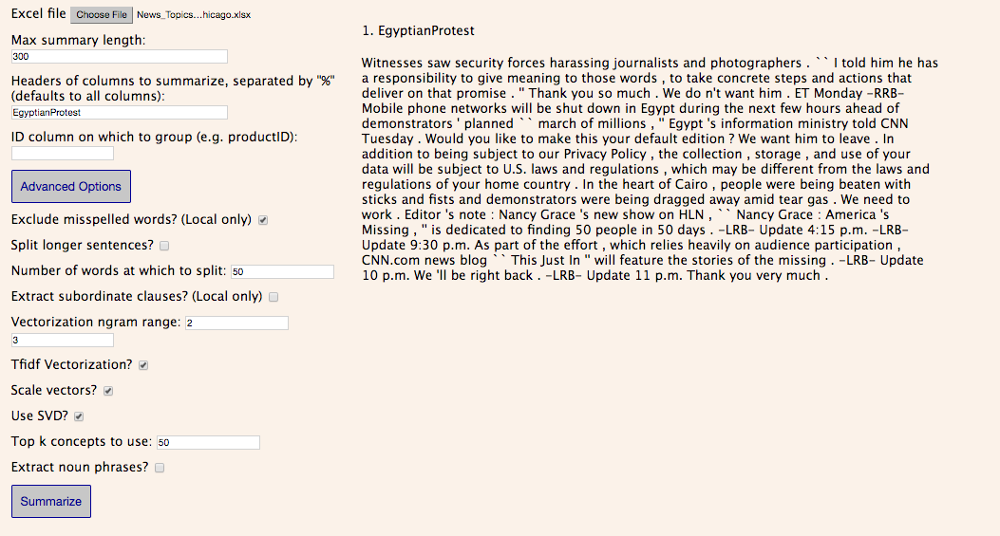 Excel file Choose File News_Topics...hicago.xlsx
Max summary length:
300
Headers of columns to summarize, separated by "%"
(defaults to all columns):
EgyptianProtest
ID column on which to group (e.g. productID):
Advanced Options
Exclude misspelled words? (Local only)
Split longer sentences?
Number of words at which to split: 50
Extract subordinate clauses? (Local only)
Vectorization ngram range: 2
3
Tfidf Vectorization?
Scale vectors?
Use SVD?
Top k concepts to use: 50
Extract noun phrases?
Summarize
1. EgyptianProtest
Witnesses saw security forces harassing journalists and photographers . ` ` I told him he has
a responsibility to give meaning to those words , to take concrete steps and actions that
deliver on that promise . '' Thank you so much . We do n't want him . ET Monday -RRB-
Mobile phone networks will be shut down in Egypt during the next few hours ahead of
demonstrators ' planned ` ` march of millions , '' Egypt 's information ministry told CNN
Tuesday . Would you like to make this your default edition ? We want him to leave . In
addition to being subject to our Privacy Policy , the collection , storage , and use of your
data will be subject to U.S. laws and regulations , which may be different from the laws and
regulations of your home country . In the heart of Cairo , people were being beaten with
sticks and fists and demonstrators were being dragged away amid tear gas . We need to
work . Editor 's note : Nancy Grace 's new show on HLN , ` ` Nancy Grace : America 's
Missing , '' is dedicated to finding 50 people in 50 days . -LRB- Update 4:15 p.m. -LRB-
Update 9:30 p.m. As part of the effort , which relies heavily on audience participation ,
CNN.com news blog ` ` This Just In '' will feature the stories of the missing . -LRB- Update
10 p.m. We 'll be right back . -LRB- Update 11 p.m. Thank you very much .